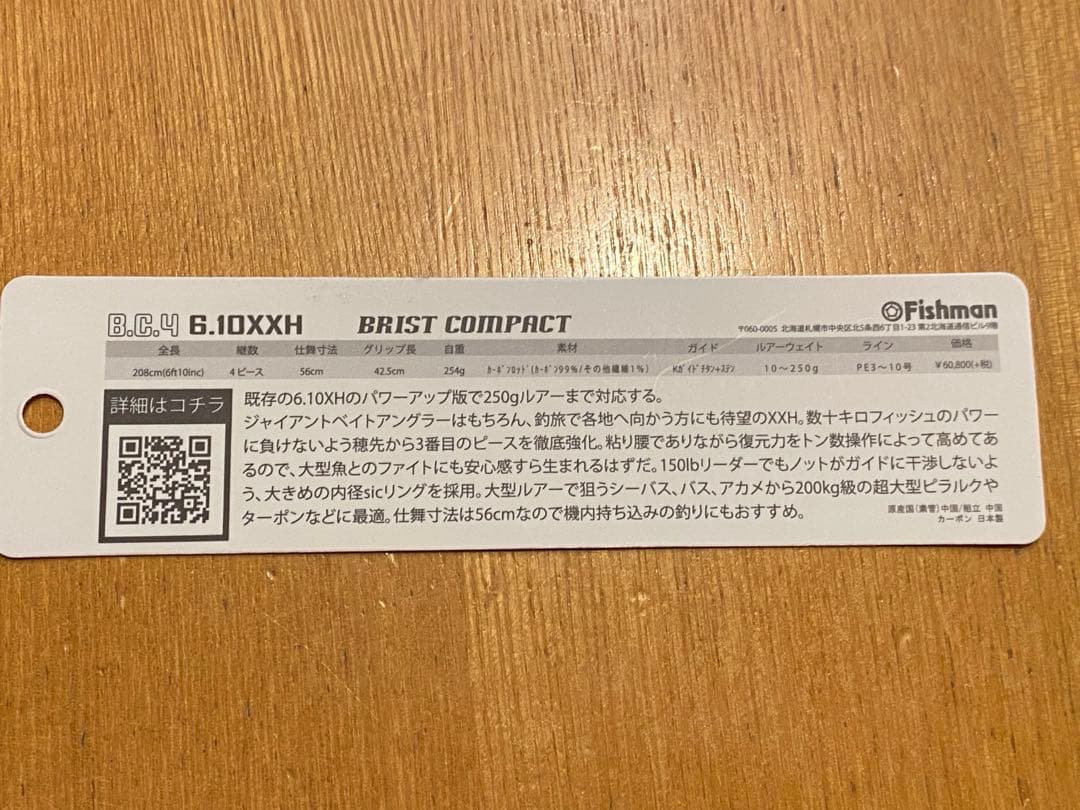 B.C.4 6.10XXH BRIST COMPACT
Fishman
〒060-0005 北海道札幌市中央区北5条西6丁目1-23 第2北海道通信ビル9階
全長 継数 仕舞寸法 グリップ長 自重 素材 ガイド ルアーウェイト ライン 価格
208cm(6ft10inc) 4ピース 56cm 42.5cm 254g ｶｰﾎﾞﾝﾛｯﾄﾞ(ｶｰﾎﾞﾝ99%/その他繊維1%) Kガイドﾁﾀﾝ+ｽﾃﾝ 10〜250g PE3〜10号 ¥60,800(+税)
詳細はコチラ
既存の6.10XHのパワーアップ版で250gルアーまで対応する。
ジャイアントベイトアングラーはもちろん、釣旅で各地へ向かう方にも待望のXXH。数十キロフィッシュのパワー
に負けないよう穂先から3番目のピースを徹底強化。粘り腰でありながら復元力をトン数操作によって高めてあ
るので、大型魚とのファイトにも安心感すら生まれるはずだ。150lbリーダーでもノットがガイドに干渉しないよ
う、大きめの内径sicリングを採用。大型ルアーで狙うシーバス、バス、アカメから200kg級の超大型ピラルクや
ターポンなどに最適。仕舞寸法は56cmなので機内持ち込みの釣りにもおすすめ。
原産国(素管)中国/組立 中国
カーボン 日本製